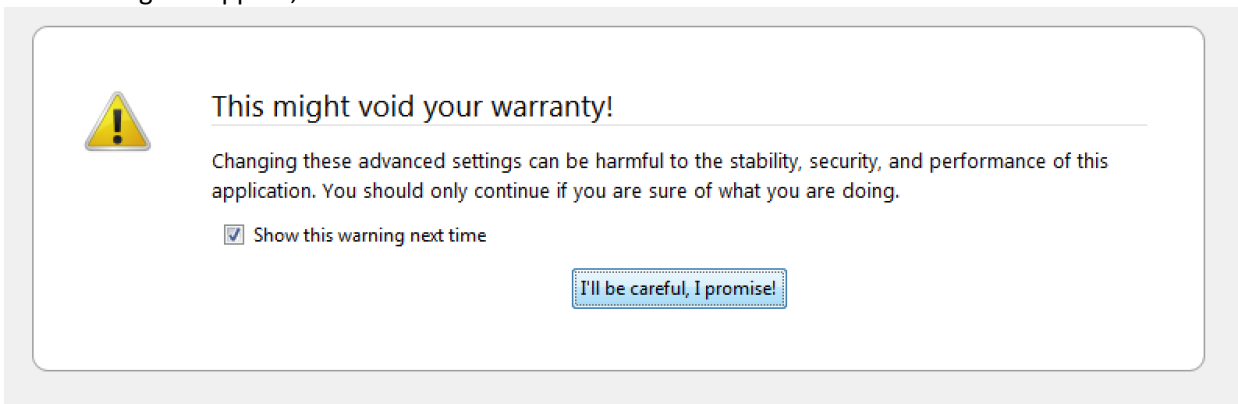 This might void your warranty!
Changing these advanced settings can be harmful to the stability, security, and performance of this
application. You should only continue if you are sure of what you are doing.
Show this warning next time
I'll be careful, I promise!